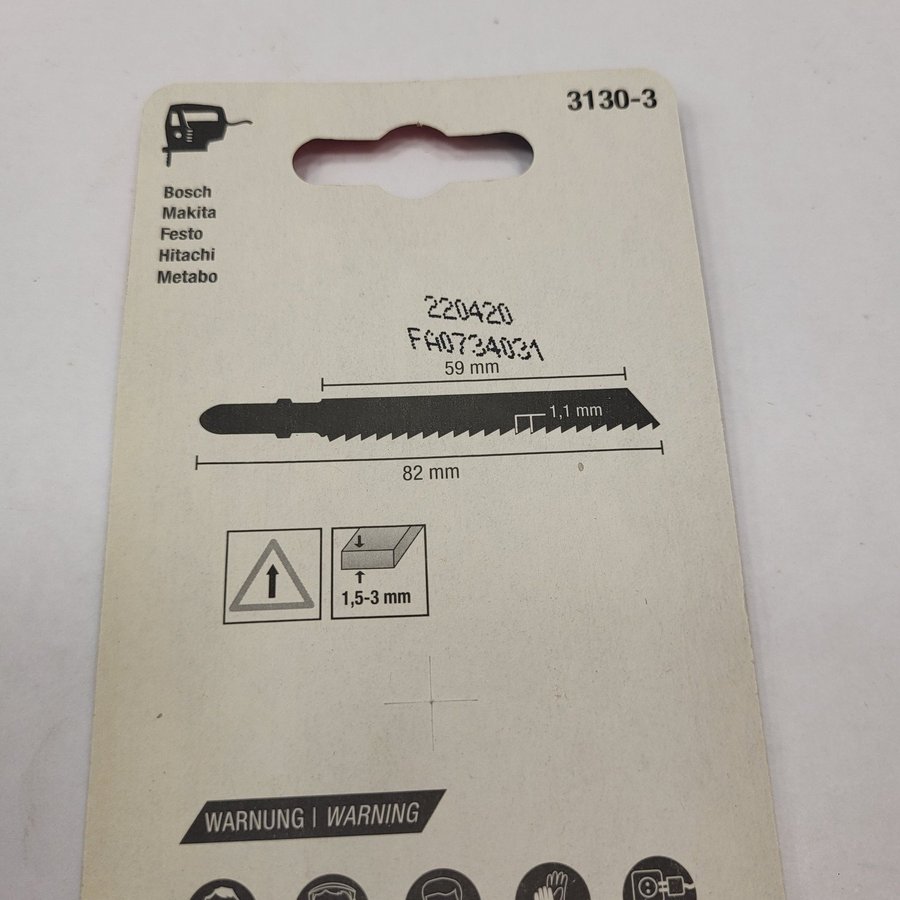 3130-3
Bosch
Makita
Festo
Hitachi
Metabo
220420
FA0734031
59 mm
1,1 mm
82 mm
1,5-3 mm
WARNUNG | WARNING